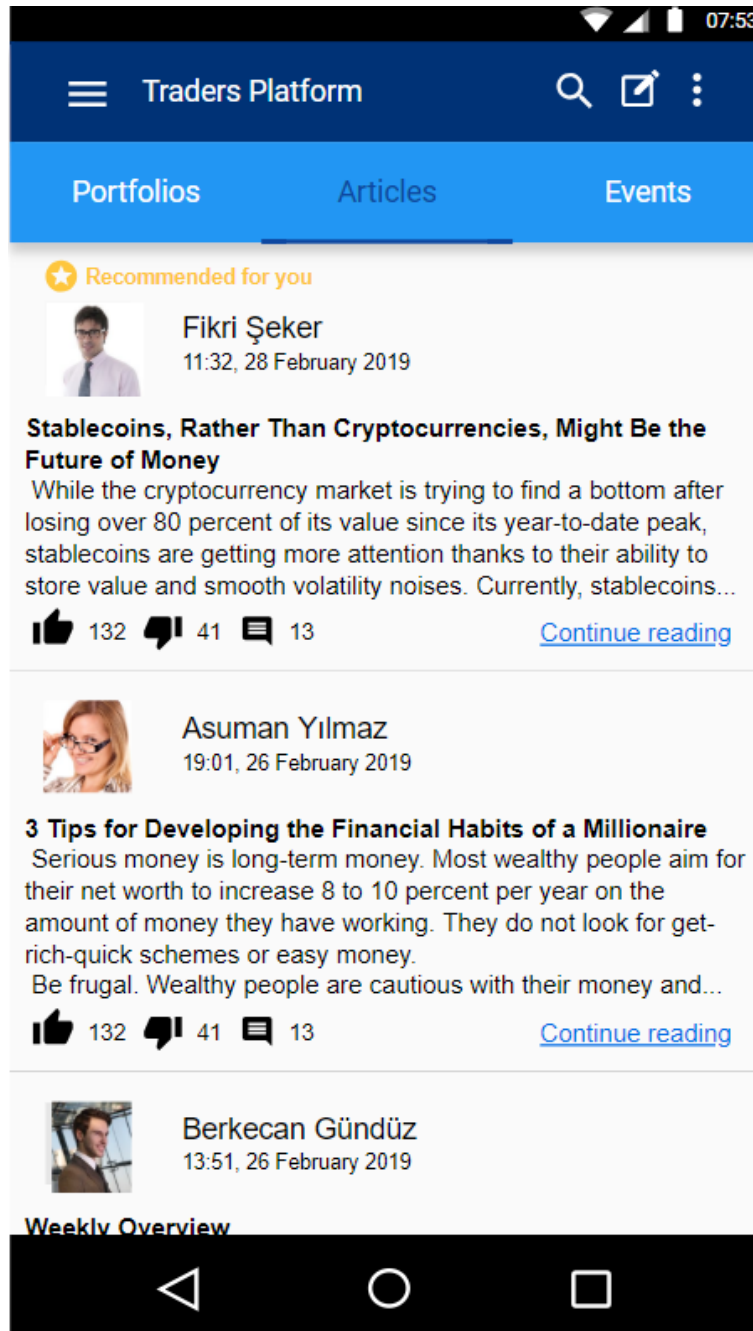 07:53
Traders Platform
Portfolios Articles Events
Recommended for you
Fikri Şeker
11:32, 28 February 2019
Stablecoins, Rather Than Cryptocurrencies, Might Be the
Future of Money
While the cryptocurrency market is trying to find a bottom after
losing over 80 percent of its value since its year-to-date peak,
stablecoins are getting more attention thanks to their ability to
store value and smooth volatility noises. Currently, stablecoins...
132 41 13 Continue reading
Asuman Yılmaz
19:01, 26 February 2019
3 Tips for Developing the Financial Habits of a Millionaire
Serious money is long-term money. Most wealthy people aim for
their net worth to increase 8 to 10 percent per year on the
amount of money they have working. They do not look for get-
rich-quick schemes or easy money.
Be frugal. Wealthy people are cautious with their money and...
132 41 13 Continue reading
Berkecan Gündüz
13:51, 26 February 2019
Weekly Overview